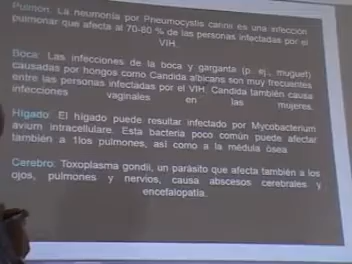 Pulmón: La neumonía por Pneumocystis carinii es una infección
pulmonar que afecta al 70-80 % de las personas infectadas por el
VIH.
Boca: Las infecciones de la boca y garganta (p. ej., muguet)
causadas por hongos como Candida albicans son muy frecuentes
entre las personas infectadas por el VIH. Candida también causa
infecciones vaginales en las mujeres.
Hígado: El hígado puede resultar infectado por Mycobacterium
avium intracellulare. Esta bacteria poco común puede afectar
también a 1los pulmones, así como a la médula ósea.
Cerebro: Toxoplasma gondii, un parásito que afecta también a los
ojos, pulmones y nervios, causa abscesos cerebrales y
encefalopatía.